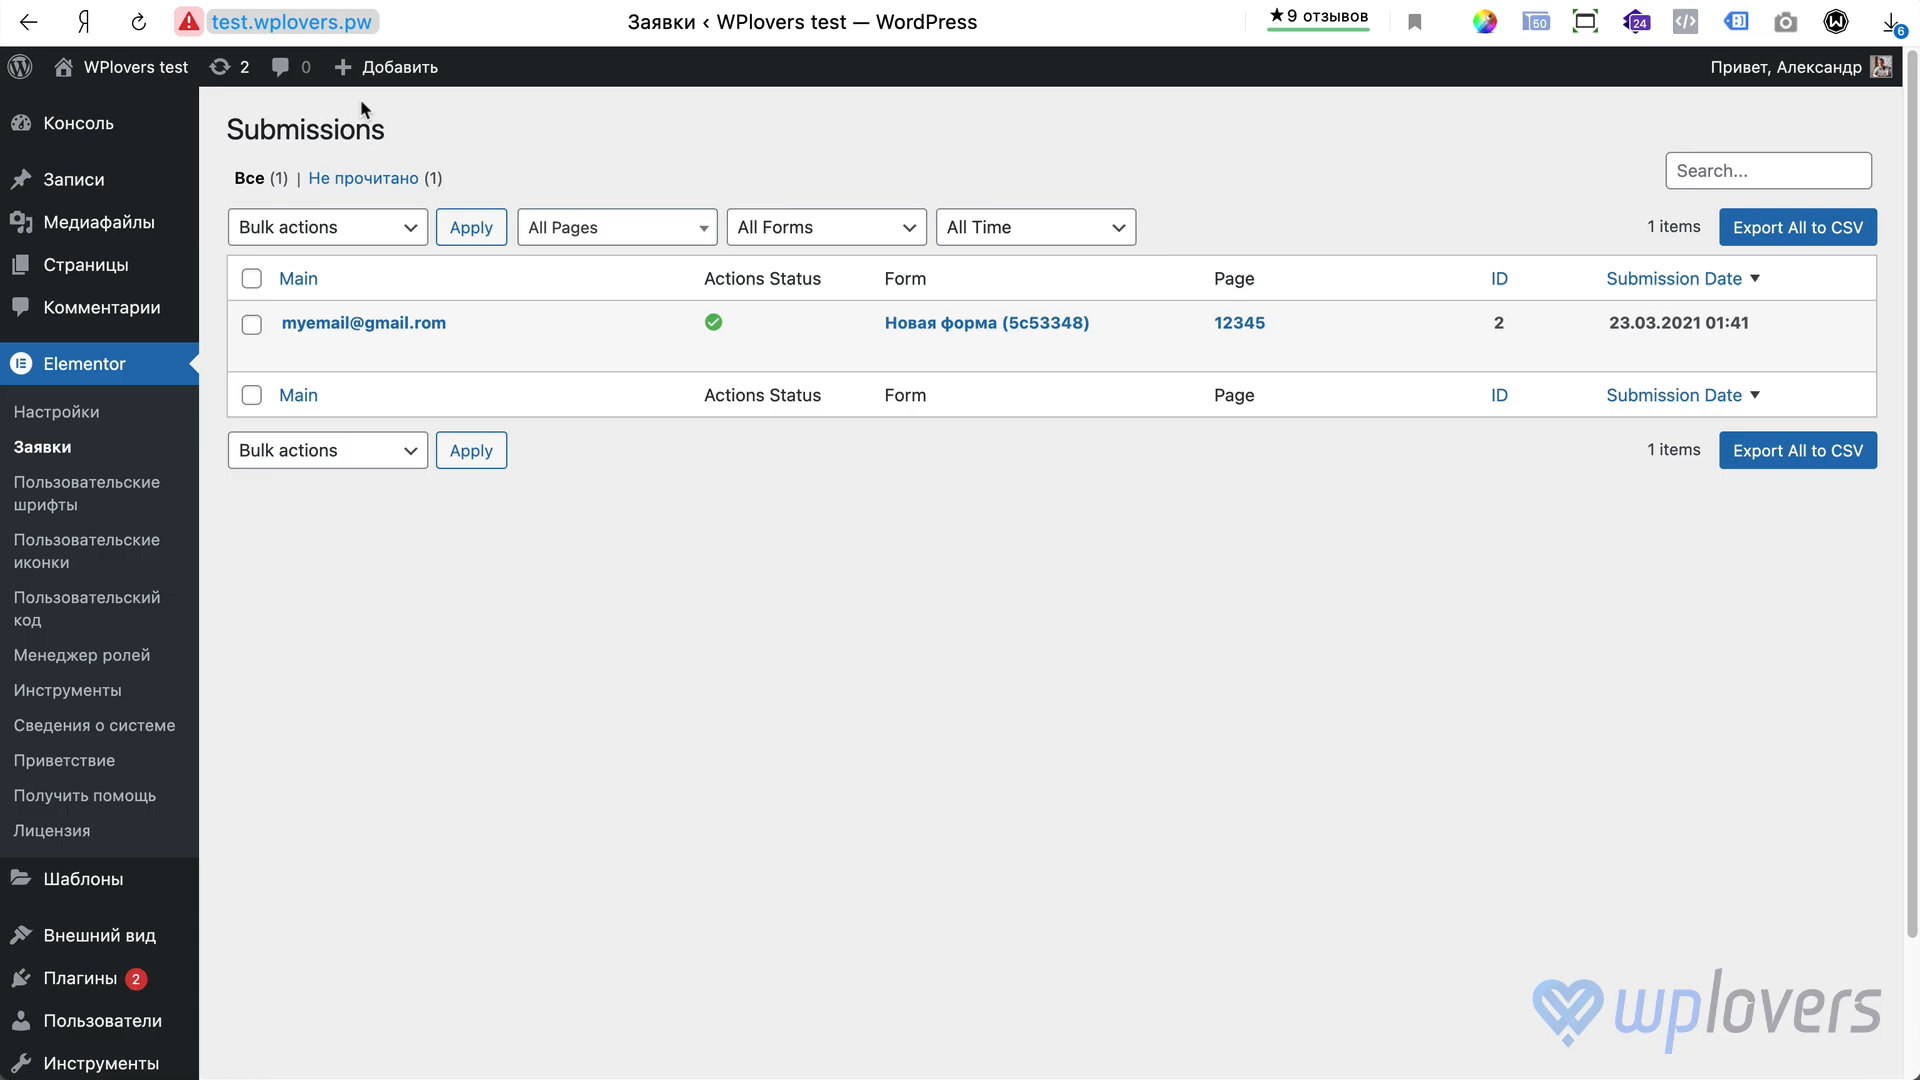 test.wplovers.pw
Заявки ‹ WPlovers test — WordPress
★9 отзывов
50
24
6
WPlovers test
2
0
Добавить
Привет, Александр
Консоль
Записи
Медиафайлы
Страницы
Комментарии
Elementor
Настройки
Заявки
Пользовательские
шрифты
Пользовательские
иконки
Пользовательский
код
Менеджер ролей
Инструменты
Сведения о системе
Приветствие
Получить помощь
Лицензия
Шаблоны
Внешний вид
Плагины 2
Пользователи
Инструменты
Submissions
Все (1) | Не прочитано (1)
Search...
Bulk actions Apply All Pages All Forms All Time 1 items Export All to CSV
Main Actions Status Form Page ID Submission Date ▼
myemail@gmail.rom Новая форма (5c53348) 12345 2 23.03.2021 01:41
Main Actions Status Form Page ID Submission Date ▼
Bulk actions Apply 1 items Export All to CSV
wplovers